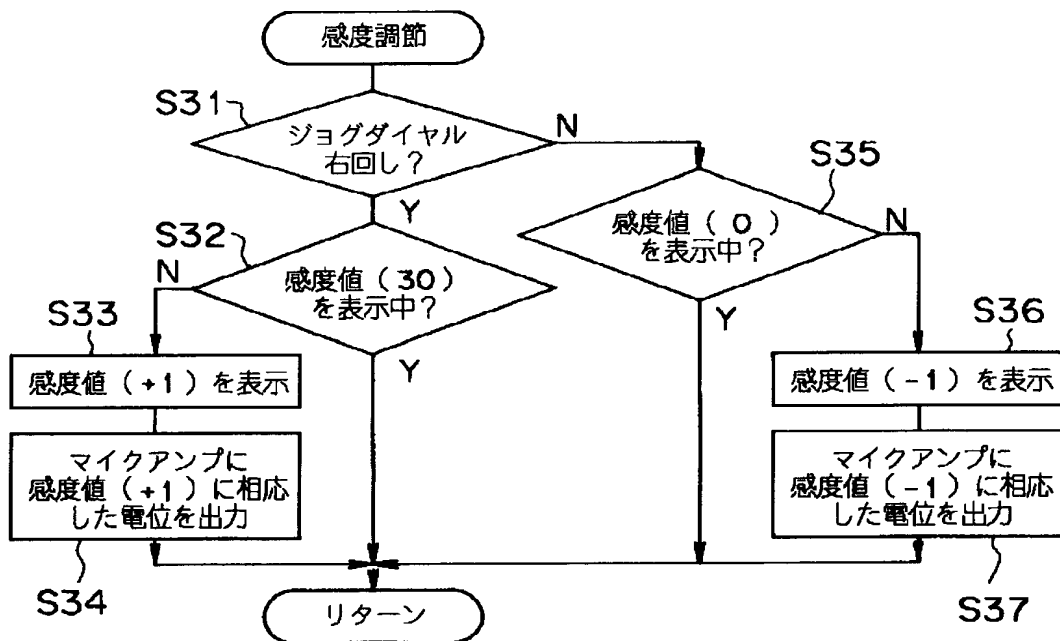 感度調節
S31
ジョグダイヤル
右回し？
N
Y
S35
感度値（0）
を表示中？
N
Y
S32
感度値（30）
を表示中？
N
Y
S33
感度値（+1）を表示
S36
感度値（-1）を表示
マイクアンプに
感度値（+1）に相応
した電位を出力
S34
マイクアンプに
感度値（-1）に相応
した電位を出力
S37
リターン